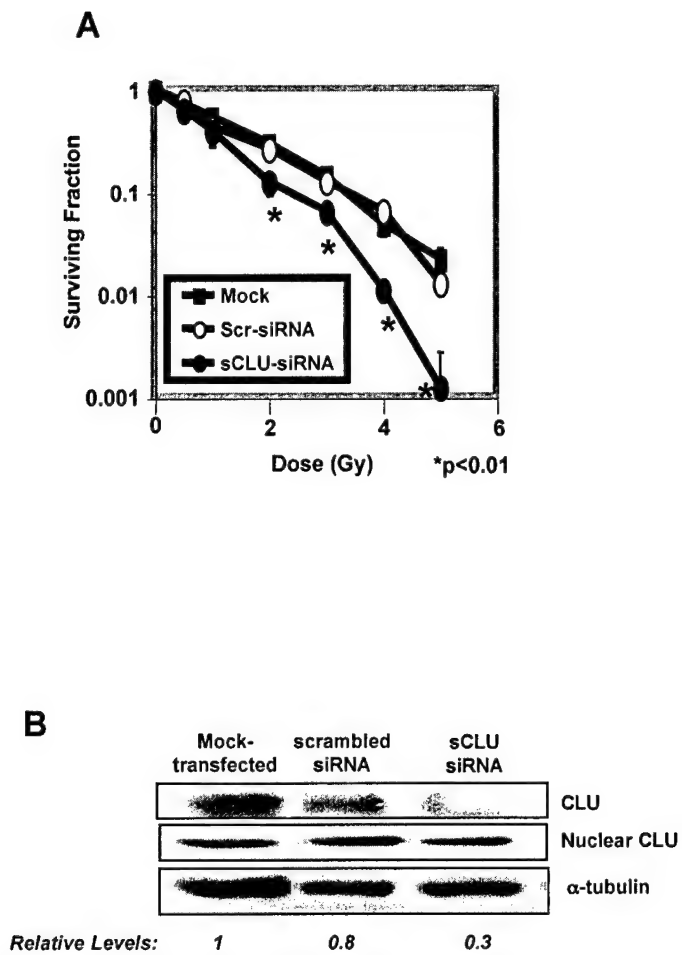 A
1
0.1
0.01
0.001
Surviving Fraction
Mock
Scr-siRNA
sCLU-siRNA
*
*
*
*
0 2 4 6
Dose (Gy) *p<0.01
B
Mock-transfected
scrambled siRNA
sCLU siRNA
CLU
Nuclear CLU
α-tubulin
Relative Levels: 1 0.8 0.3